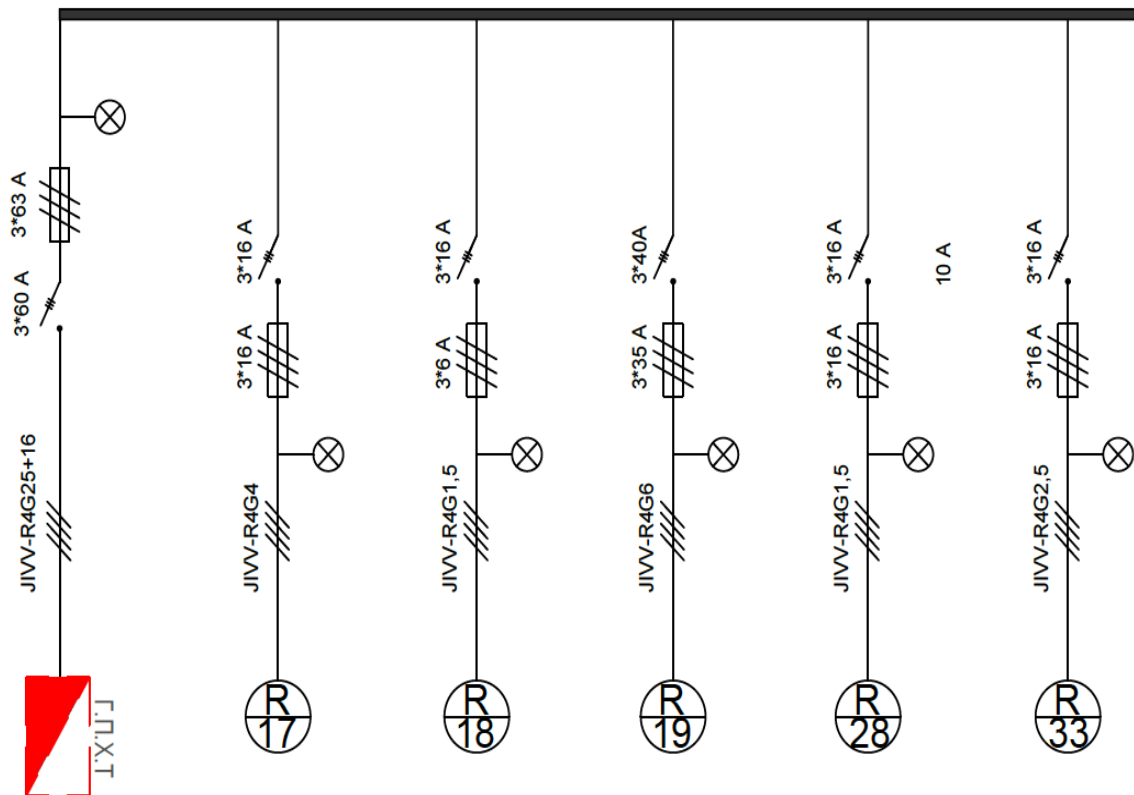 3*63 A
3*60 A
JIVV-R4G25+16
Γ.Π.Χ.Τ
3*16 A
3*16 A
JIVV-R4G4
R
17
3*16 A
3*6 A
JIVV-R4G1,5
R
18
3*40A
3*35 A
JIVV-R4G6
R
19
3*16 A
3*16 A
JIVV-R4G1,5
R
28
10 A
3*16 A
3*16 A
JIVV-R4G2,5
R
33